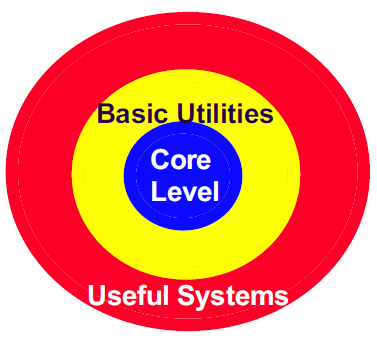 Basic Utilities
Core
Level
Useful Systems